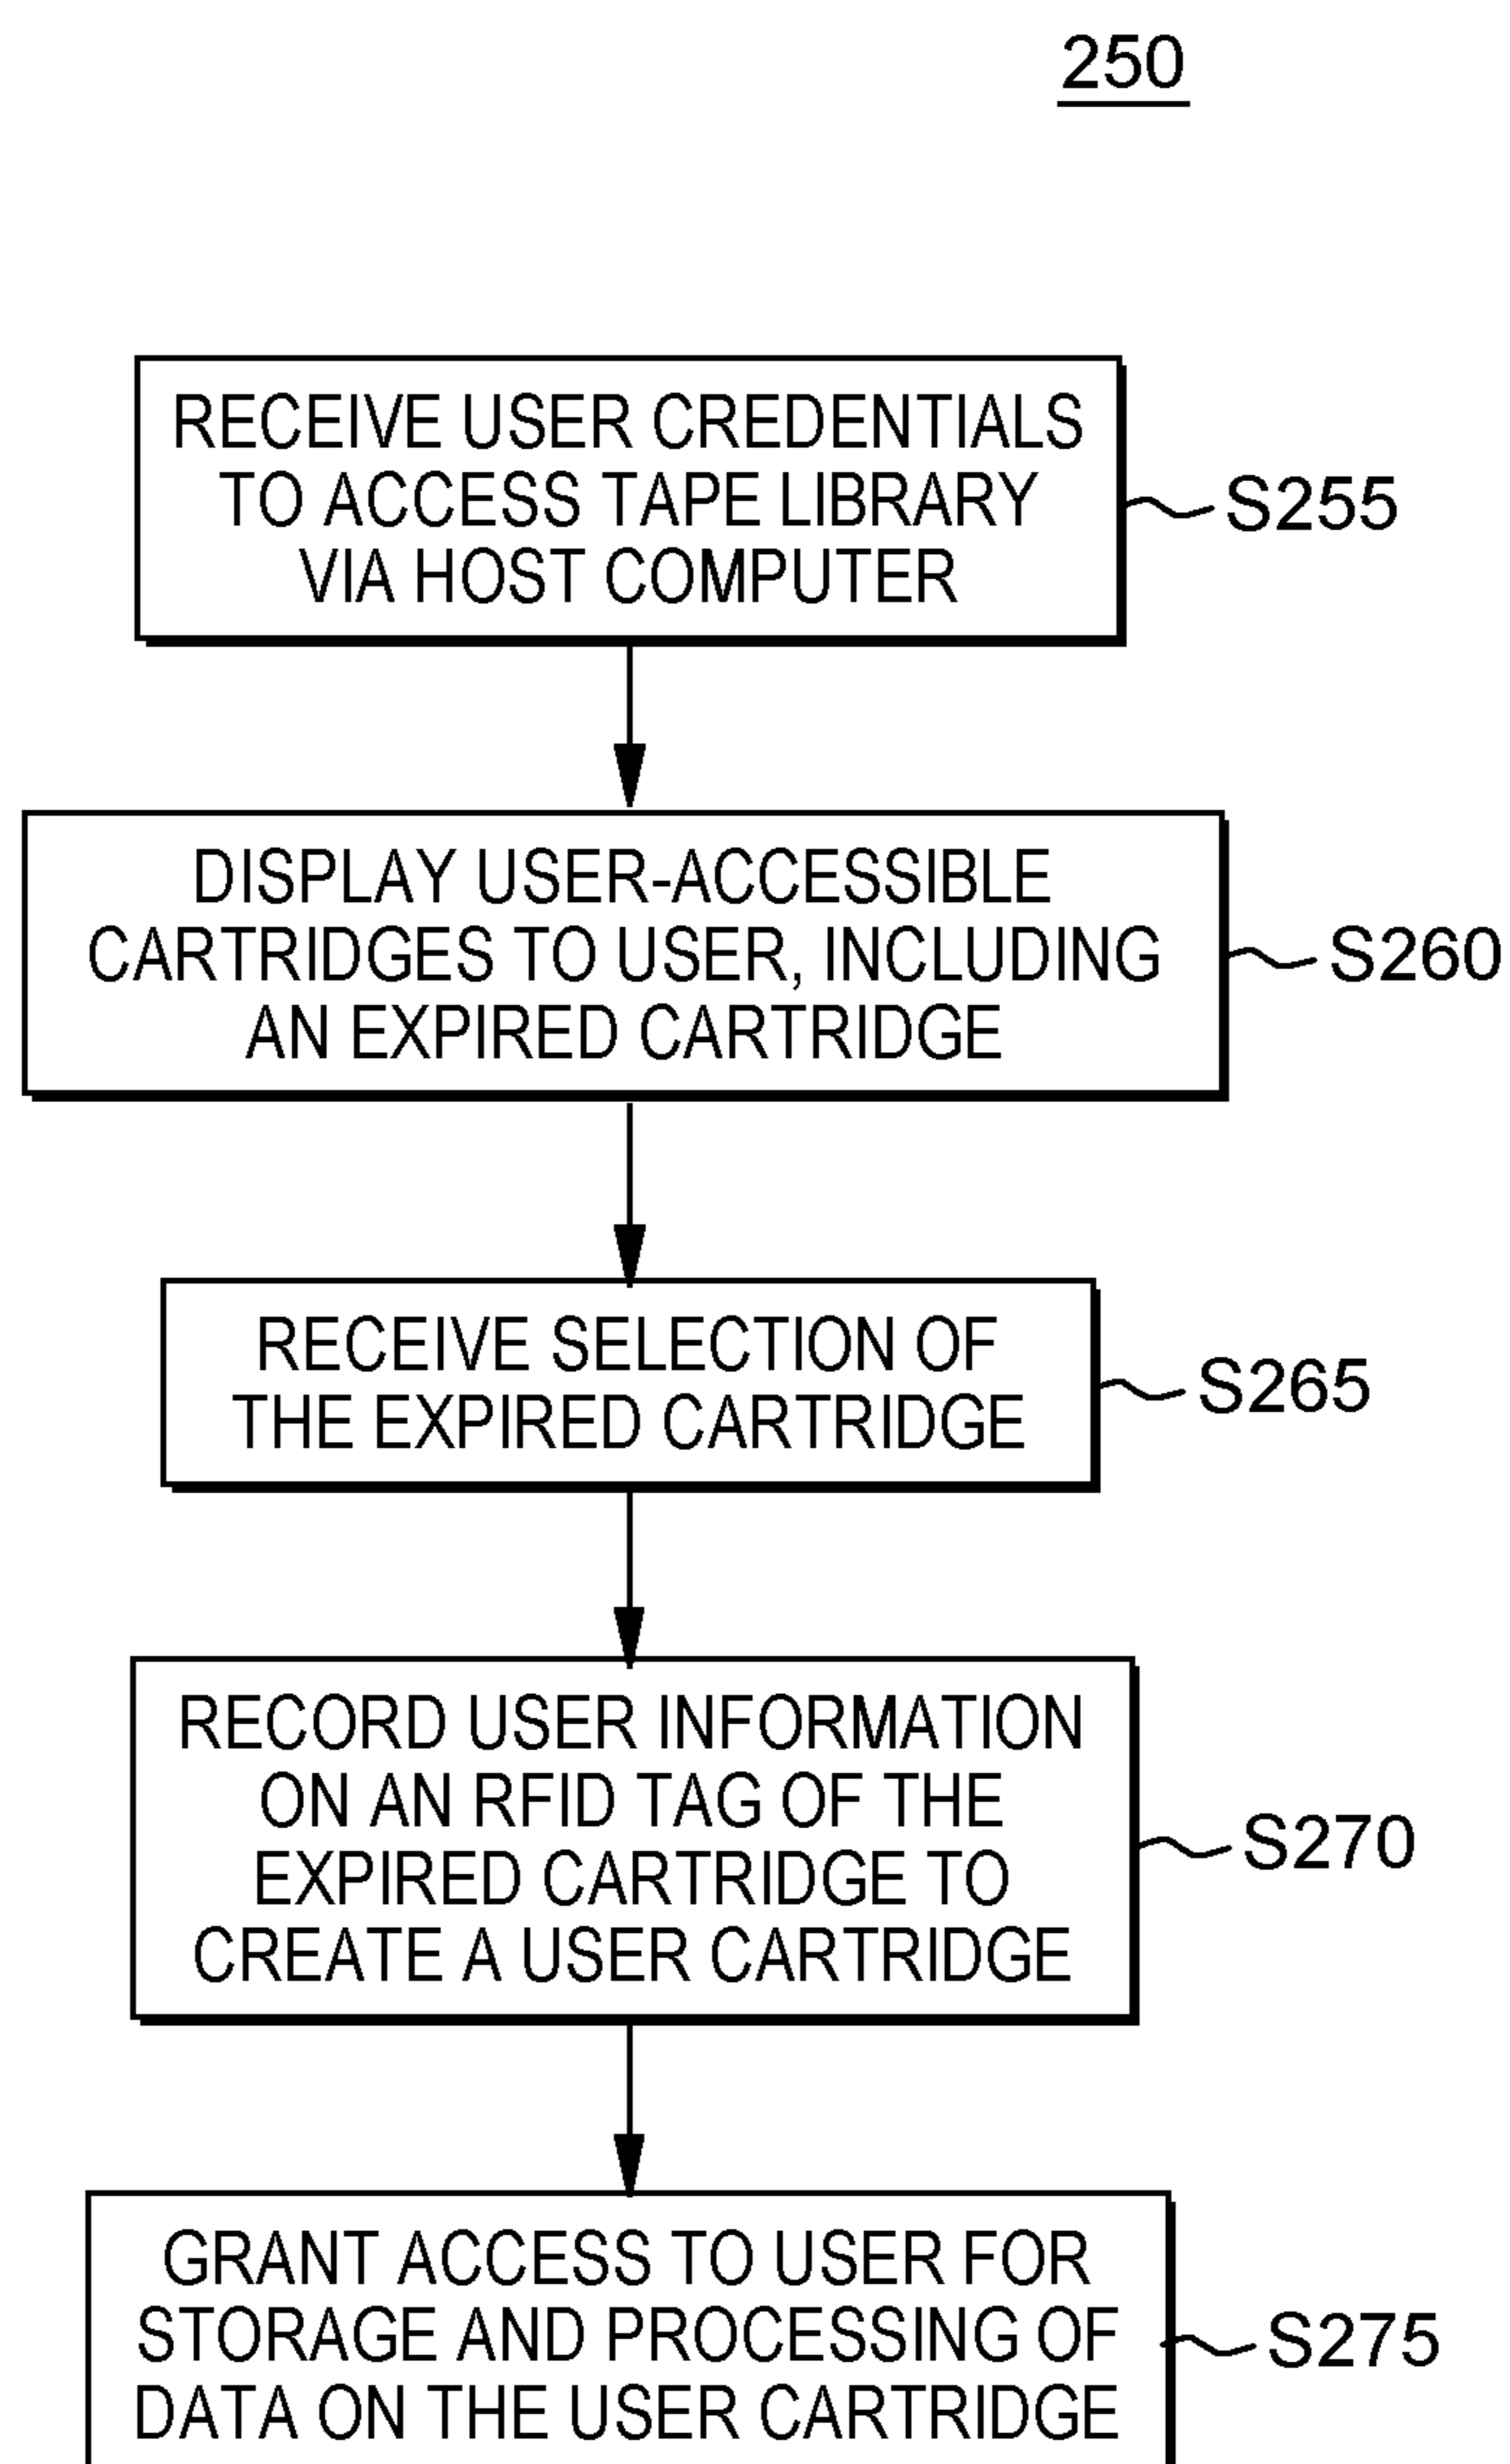 250
RECEIVE USER CREDENTIALS
TO ACCESS TAPE LIBRARY
VIA HOST COMPUTER
S255
DISPLAY USER-ACCESSIBLE
CARTRIDGES TO USER, INCLUDING
AN EXPIRED CARTRIDGE
S260
RECEIVE SELECTION OF
THE EXPIRED CARTRIDGE
S265
RECORD USER INFORMATION
ON AN RFID TAG OF THE
EXPIRED CARTRIDGE TO
CREATE A USER CARTRIDGE
S270
GRANT ACCESS TO USER FOR
STORAGE AND PROCESSING OF
DATA ON THE USER CARTRIDGE
S275